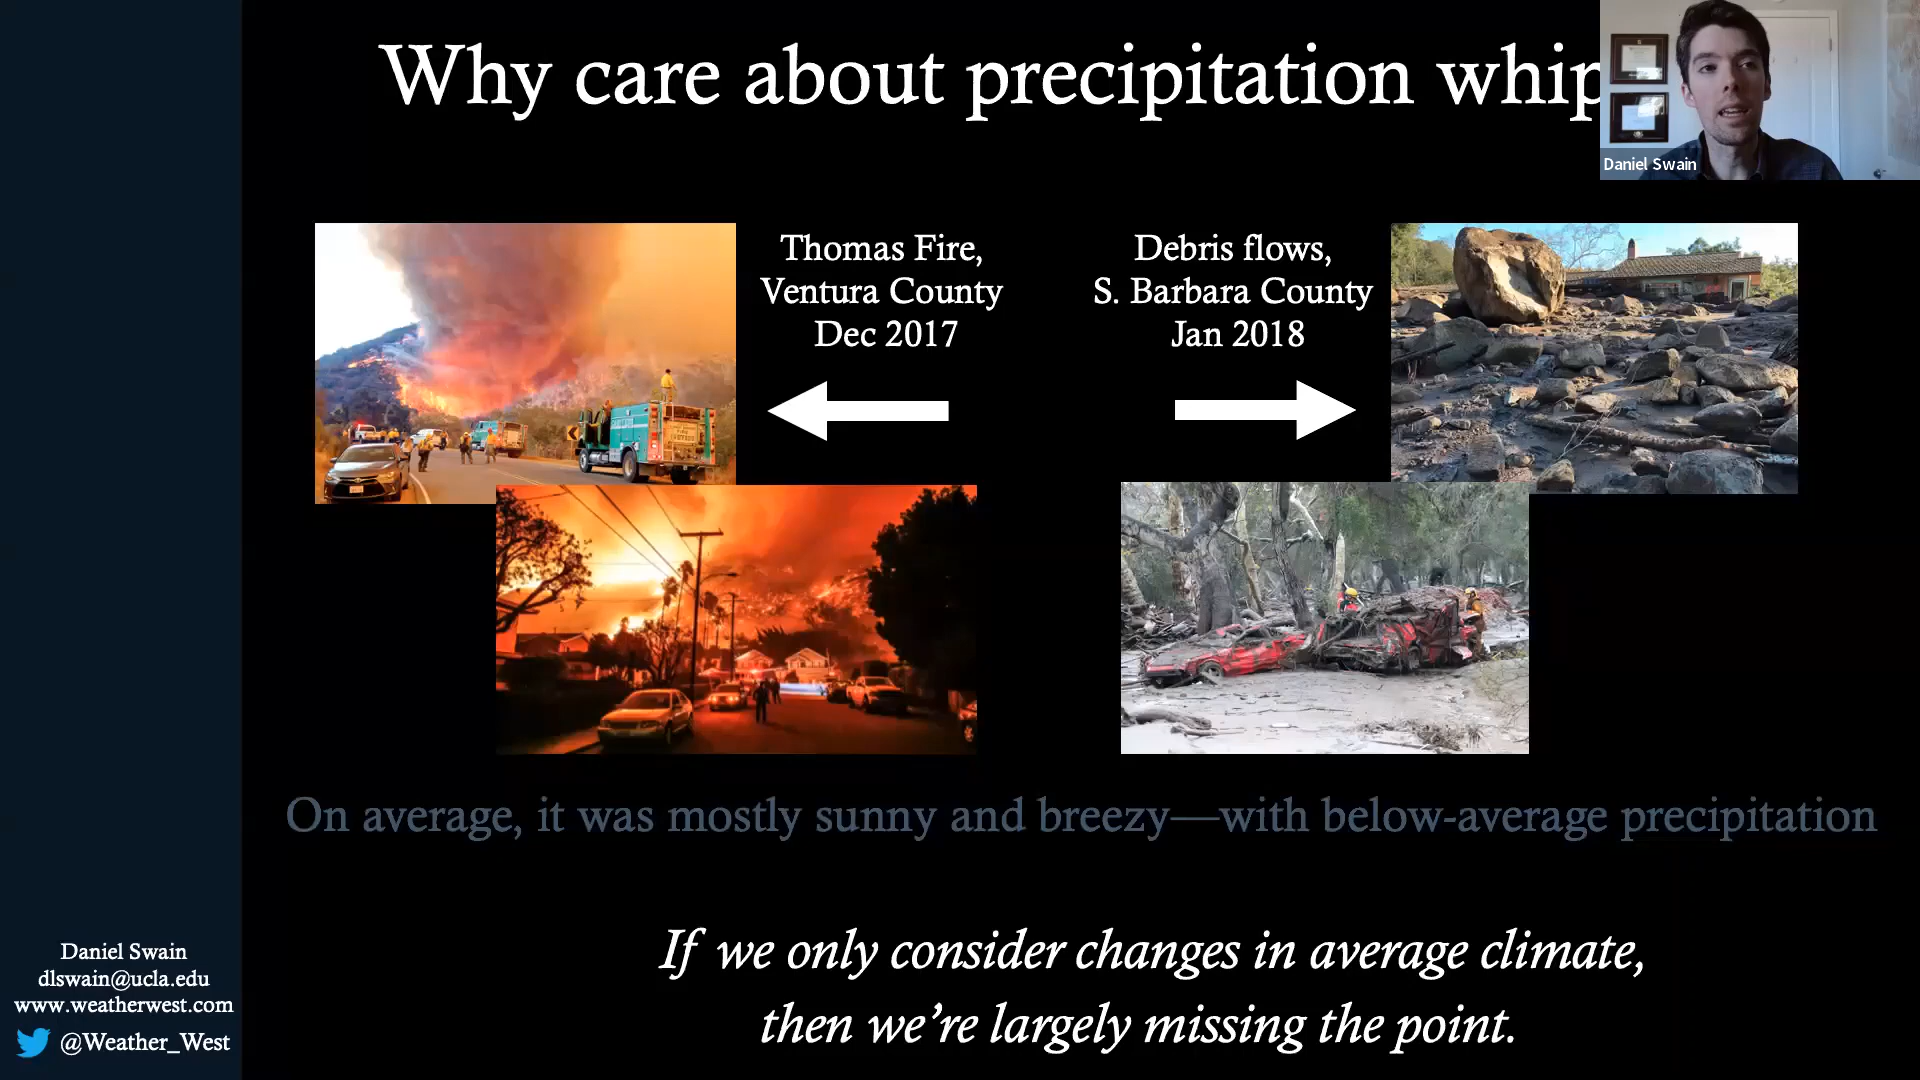 Why care about precipitation whip
Daniel Swain
Thomas Fire,
Ventura County
Dec 2017
Debris flows,
S. Barbara County
Jan 2018
On average, it was mostly sunny and breezy—with below-average precipitation
If we only consider changes in average climate,
then we're largely missing the point.
Daniel Swain
dlswain@ucla.edu
www.weatherwest.com
@Weather_West